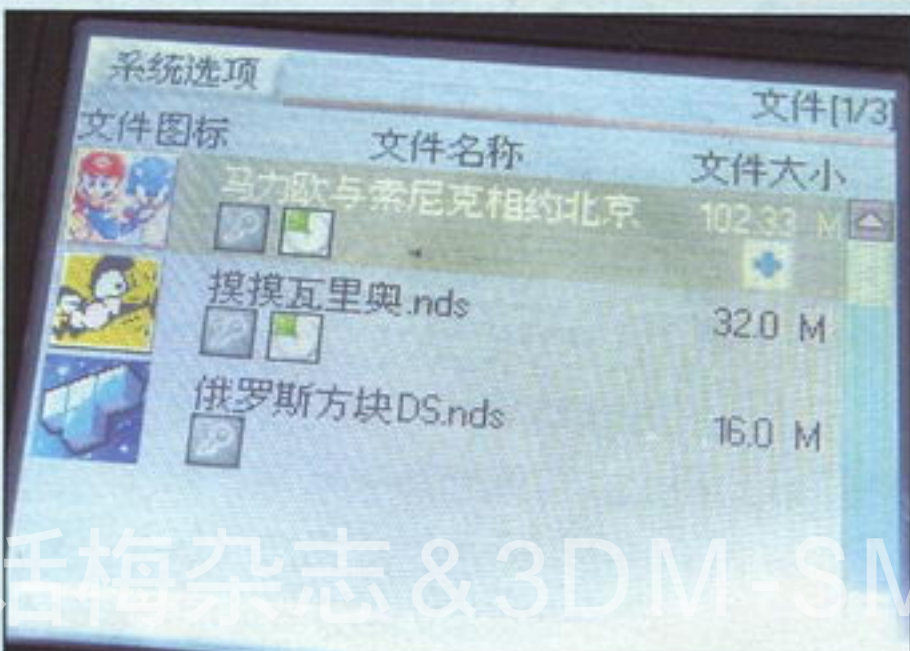 系统选项
文件[1/3]
文件图标 文件名称 文件大小
马力欧与索尼克相约北京 102.33 M
摸摸瓦里奥.nds 32.0 M
俄罗斯方块DS.nds 16.0 M
话梅杂志&3DM-SM